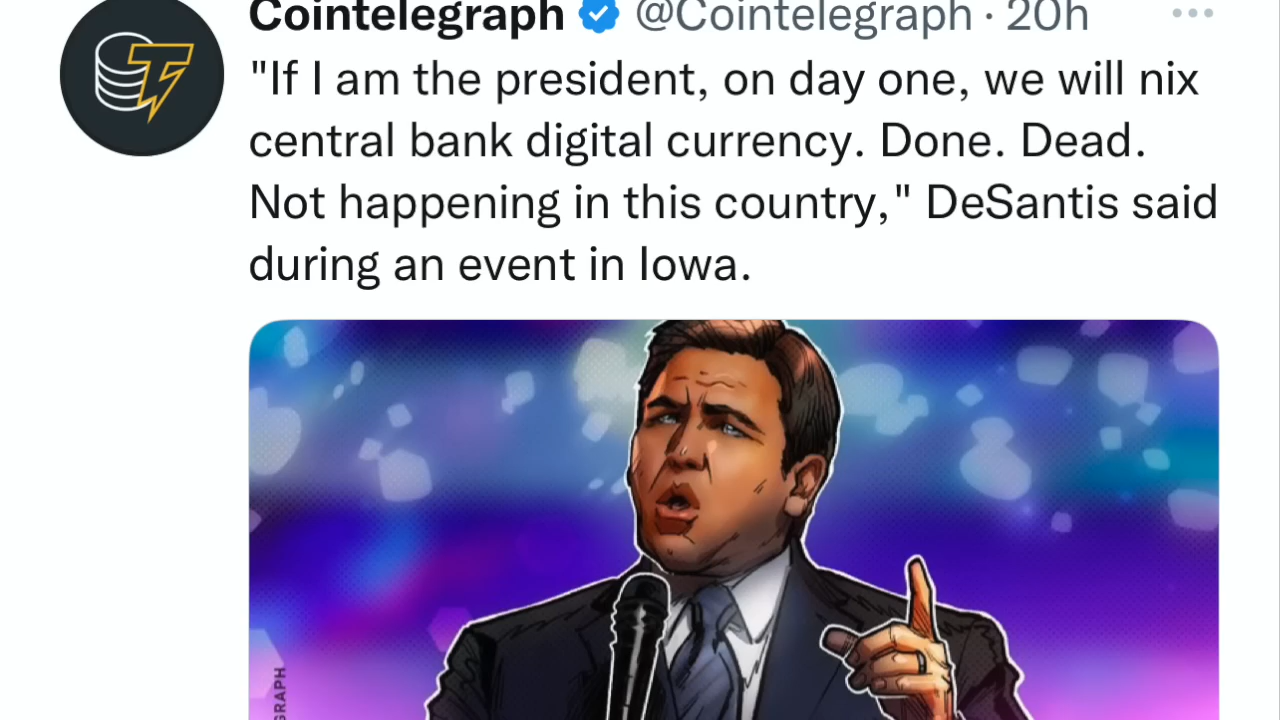 Cointelegraph @Cointelegraph · 20h
"If I am the president, on day one, we will nix
central bank digital currency. Done. Dead.
Not happening in this country," DeSantis said
during an event in Iowa.
GRAPH